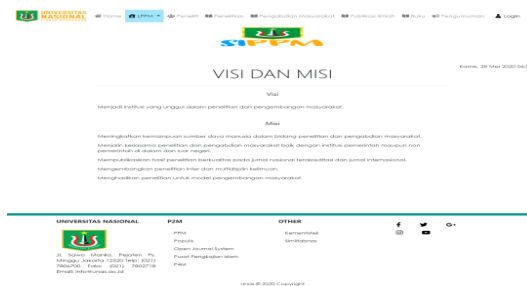 UNIVERSITAS NASIONAL
Home LPPM Peneliti Penelitian Pengabdian Masyarakat Publikasi Ilmiah Buku Pengumuman Login
SIPPM
Kamis, 28 Mei 2020
VISI DAN MISI
Visi
Menjadi institusi yang unggul dalam penelitian dan pengembangan masyarakat.
Misi
Meningkatkan kemampuan sumber daya manusia dalam bidang penelitian dan pengabdian masyarakat.
Menjalin kerjasama penelitian dan pengabdian masyarakat baik dengan institusi pemerintah maupun non
pemerintah di dalam dan luar negeri.
Mempublikasikan hasil penelitian berkualitas pada jurnal nasional terakreditasi dan jurnal internasional.
Mengembangkan penelitian inter dan multidisplin keilmuan.
Menghasilkan penelitian untuk model pengembangan masyarakat.
UNIVERSITAS NASIONAL
Jl. Sawo Manila, Pejaten Ps.
Minggu Jakarta 12520 Telp: (021)
7806700 Faks: (021) 7802718
Email: info@unas.ac.id
P2M
PPM
Populis
Open Journal System
Pusat Pengkajian Islam
OTHER
Kemenristek
Simlitabmas
G+
Unas © 2020 Copyright